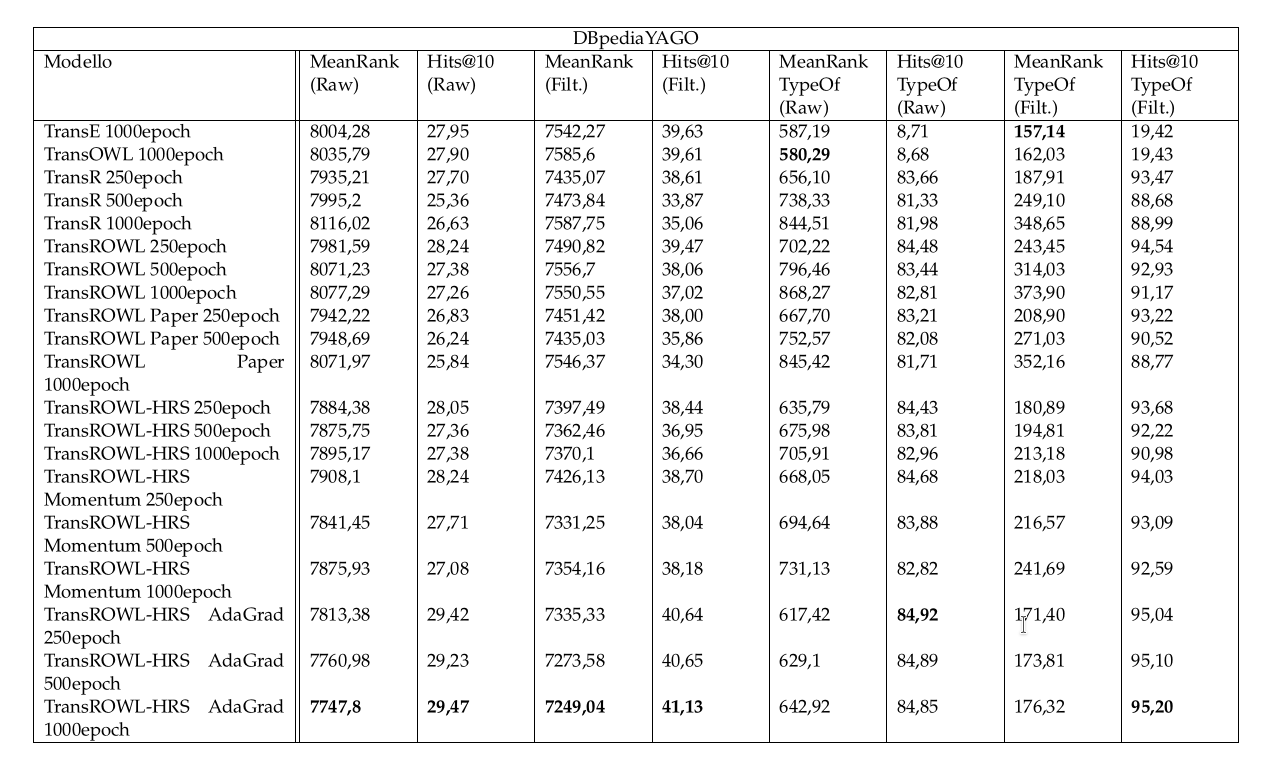 DBpediaYAGO
Modello MeanRank (Raw) Hits@10 (Raw) MeanRank (Filt.) Hits@10 (Filt.) MeanRank TypeOf (Raw) Hits@10 TypeOf (Raw) MeanRank TypeOf (Filt.) Hits@10 TypeOf (Filt.)
TransE 1000epoch 8004,28 27,95 7542,27 39,63 587,19 8,71 157,14 19,42
TransOWL 1000epoch 8035,79 27,90 7585,6 39,61 580,29 8,68 162,03 19,43
TransR 250epoch 7935,21 27,70 7435,07 38,61 656,10 83,66 187,91 93,47
TransR 500epoch 7995,2 25,36 7473,84 33,87 738,33 81,33 249,10 88,68
TransR 1000epoch 8116,02 26,63 7587,75 35,06 844,51 81,98 348,65 88,99
TransROWL 250epoch 7981,59 28,24 7490,82 39,47 702,22 84,48 243,45 94,54
TransROWL 500epoch 8071,23 27,38 7556,7 38,06 796,46 83,44 314,03 92,93
TransROWL 1000epoch 8077,29 27,26 7550,55 37,02 868,27 82,81 373,90 91,17
TransROWL Paper 250epoch 7942,22 26,83 7451,42 38,00 667,70 83,21 208,90 93,22
TransROWL Paper 500epoch 7948,69 26,24 7435,03 35,86 752,57 82,08 271,03 90,52
TransROWL Paper 8071,97 25,84 7546,37 34,30 845,42 81,71 352,16 88,77
1000epoch
TransROWL-HRS 250epoch 7884,38 28,05 7397,49 38,44 635,79 84,43 180,89 93,68
TransROWL-HRS 500epoch 7875,75 27,36 7362,46 36,95 675,98 83,81 194,81 92,22
TransROWL-HRS 1000epoch 7895,17 27,38 7370,1 36,66 705,91 82,96 213,18 90,98
TransROWL-HRS 7908,1 28,24 7426,13 38,70 668,05 84,68 218,03 94,03
Momentum 250epoch
TransROWL-HRS 7841,45 27,71 7331,25 38,04 694,64 83,88 216,57 93,09
Momentum 500epoch
TransROWL-HRS 7875,93 27,08 7354,16 38,18 731,13 82,82 241,69 92,59
Momentum 1000epoch
TransROWL-HRS AdaGrad 7813,38 29,42 7335,33 40,64 617,42 84,92 171,40 95,04
250epoch
TransROWL-HRS AdaGrad 7760,98 29,23 7273,58 40,65 629,1 84,89 173,81 95,10
500epoch
TransROWL-HRS AdaGrad 7747,8 29,47 7249,04 41,13 642,92 84,85 176,32 95,20
1000epoch